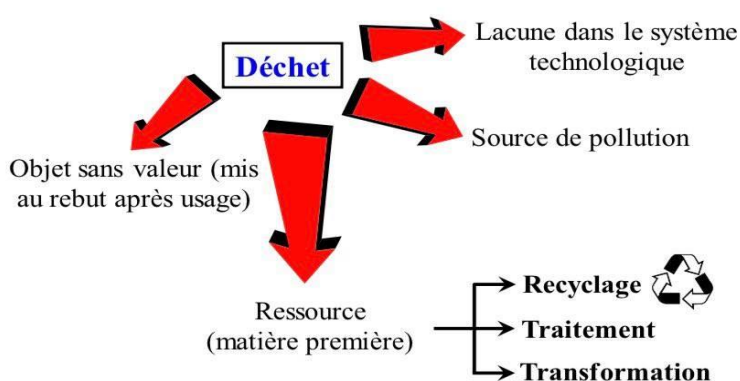 Lacune dans le système
technologique
Déchet
Source de pollution
Objet sans valeur (mis
au rebut après usage)
Ressource
(matière première)
Recyclage
Traitement
Transformation